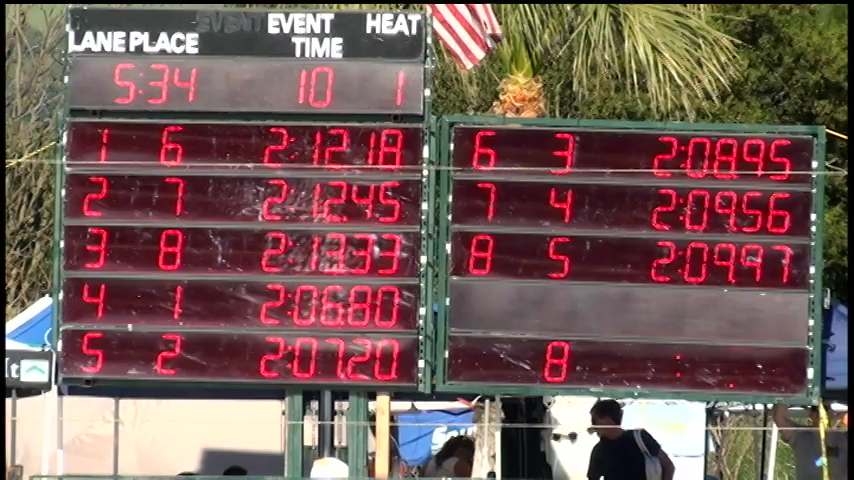 EVENT EVENT HEAT
LANE PLACE TIME
5:34 10 1
1 6 2:12.18
2 7 2:12.45
3 8 2:13.33
4 1 2:06.80
5 2 2:07.20
6 3 2:08.95
7 4 2:09.56
8 5 2:09.97
8 : .